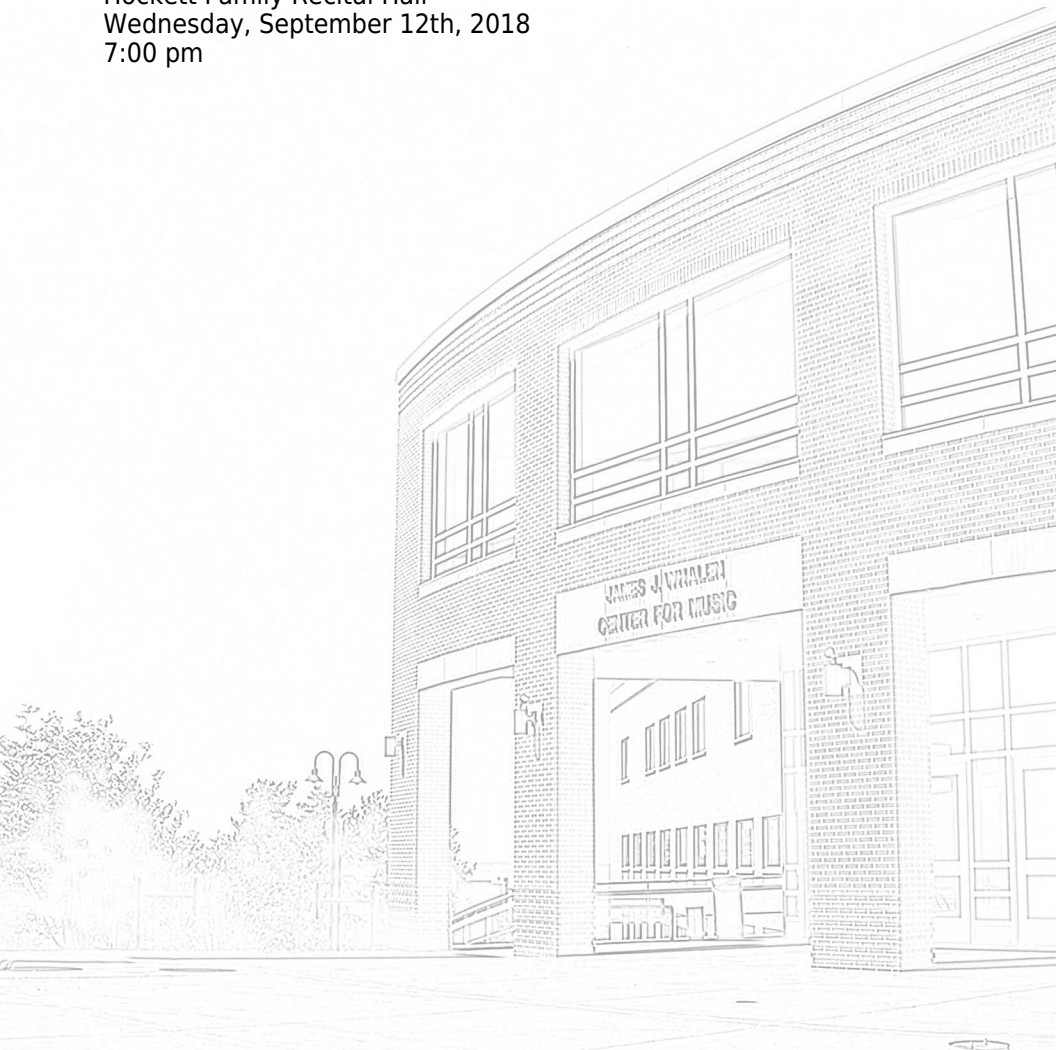 Hockett Family Recital Hall
Wednesday, September 12th, 2018
7:00 pm
JAMES J. WHALEN
CENTER FOR MUSIC